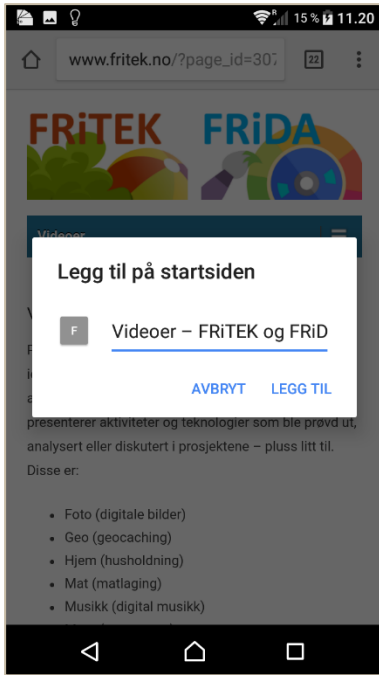 R 15 % 11.20
www.fritek.no/?page_id=307 22
FRiTEK FRiDA
Videoer
Legg til på startsiden
F Videoer – FRiTEK og FRiD
AVBRYT LEGG TIL
presenterer aktiviteter og teknologier som ble prøvd ut,
analysert eller diskutert i prosjektene – pluss litt til.
Disse er:
• Foto (digitale bilder)
• Geo (geocaching)
• Hjem (husholdning)
• Mat (matlaging)
• Musikk (digital musikk)